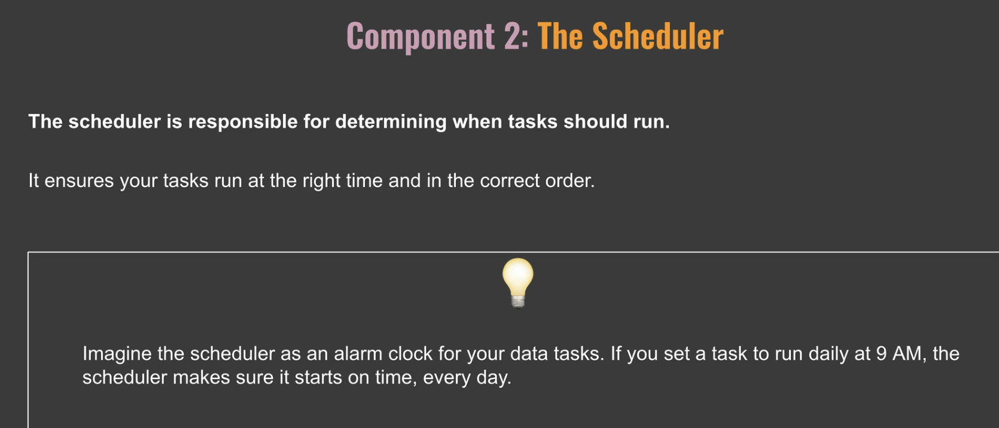 Component 2: The Scheduler
The scheduler is responsible for determining when tasks should run.
It ensures your tasks run at the right time and in the correct order.
Imagine the scheduler as an alarm clock for your data tasks. If you set a task to run daily at 9 AM, the
scheduler makes sure it starts on time, every day.